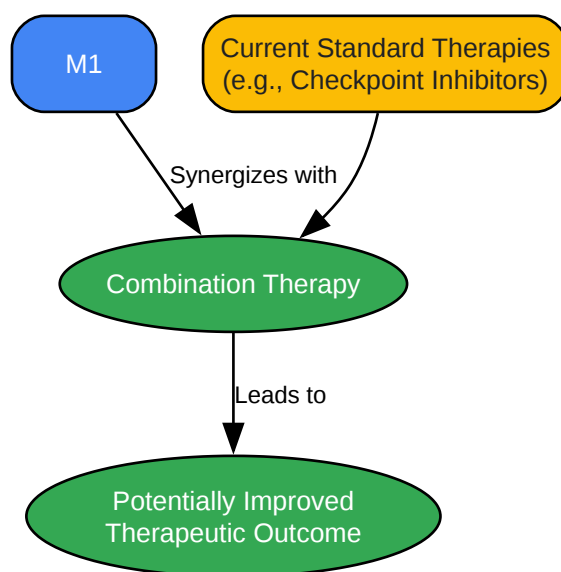 M1
Current Standard Therapies
(e.g., Checkpoint Inhibitors)
Synergizes with
Combination Therapy
Leads to
Potentially Improved
Therapeutic Outcome